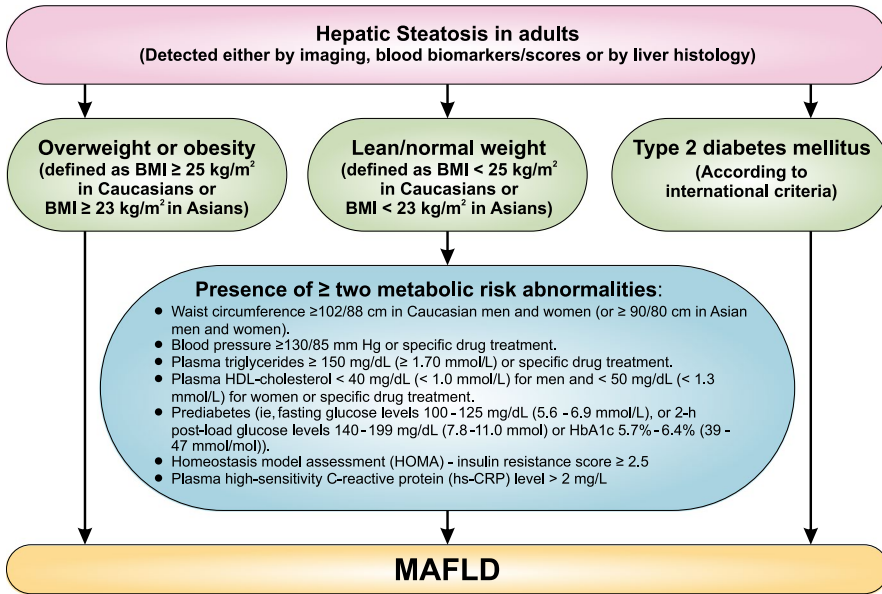 Hepatic Steatosis in adults
(Detected either by imaging, blood biomarkers/scores or by liver histology)
Overweight or obesity
(defined as BMI ≥ 25 kg/m²
in Caucasians or
BMI ≥ 23 kg/m² in Asians)
Lean/normal weight
(defined as BMI < 25 kg/m²
in Caucasians or
BMI < 23 kg/m² in Asians)
Type 2 diabetes mellitus
(According to
international criteria)
Presence of ≥ two metabolic risk abnormalities:
• Waist circumference ≥102/88 cm in Caucasian men and women (or ≥ 90/80 cm in Asian
men and women).
• Blood pressure ≥130/85 mm Hg or specific drug treatment.
• Plasma triglycerides ≥ 150 mg/dL (≥ 1.70 mmol/L) or specific drug treatment.
• Plasma HDL-cholesterol < 40 mg/dL (< 1.0 mmol/L) for men and < 50 mg/dL (< 1.3
mmol/L) for women or specific drug treatment.
• Prediabetes (ie, fasting glucose levels 100-125 mg/dL (5.6 -6.9 mmol/L), or 2-h
post-load glucose levels 140-199 mg/dL (7.8-11.0 mmol) or HbA1c 5.7%-6.4% (39 -
47 mmol/mol)).
• Homeostasis model assessment (HOMA) - insulin resistance score ≥ 2.5
• Plasma high-sensitivity C-reactive protein (hs-CRP) level > 2 mg/L
MAFLD